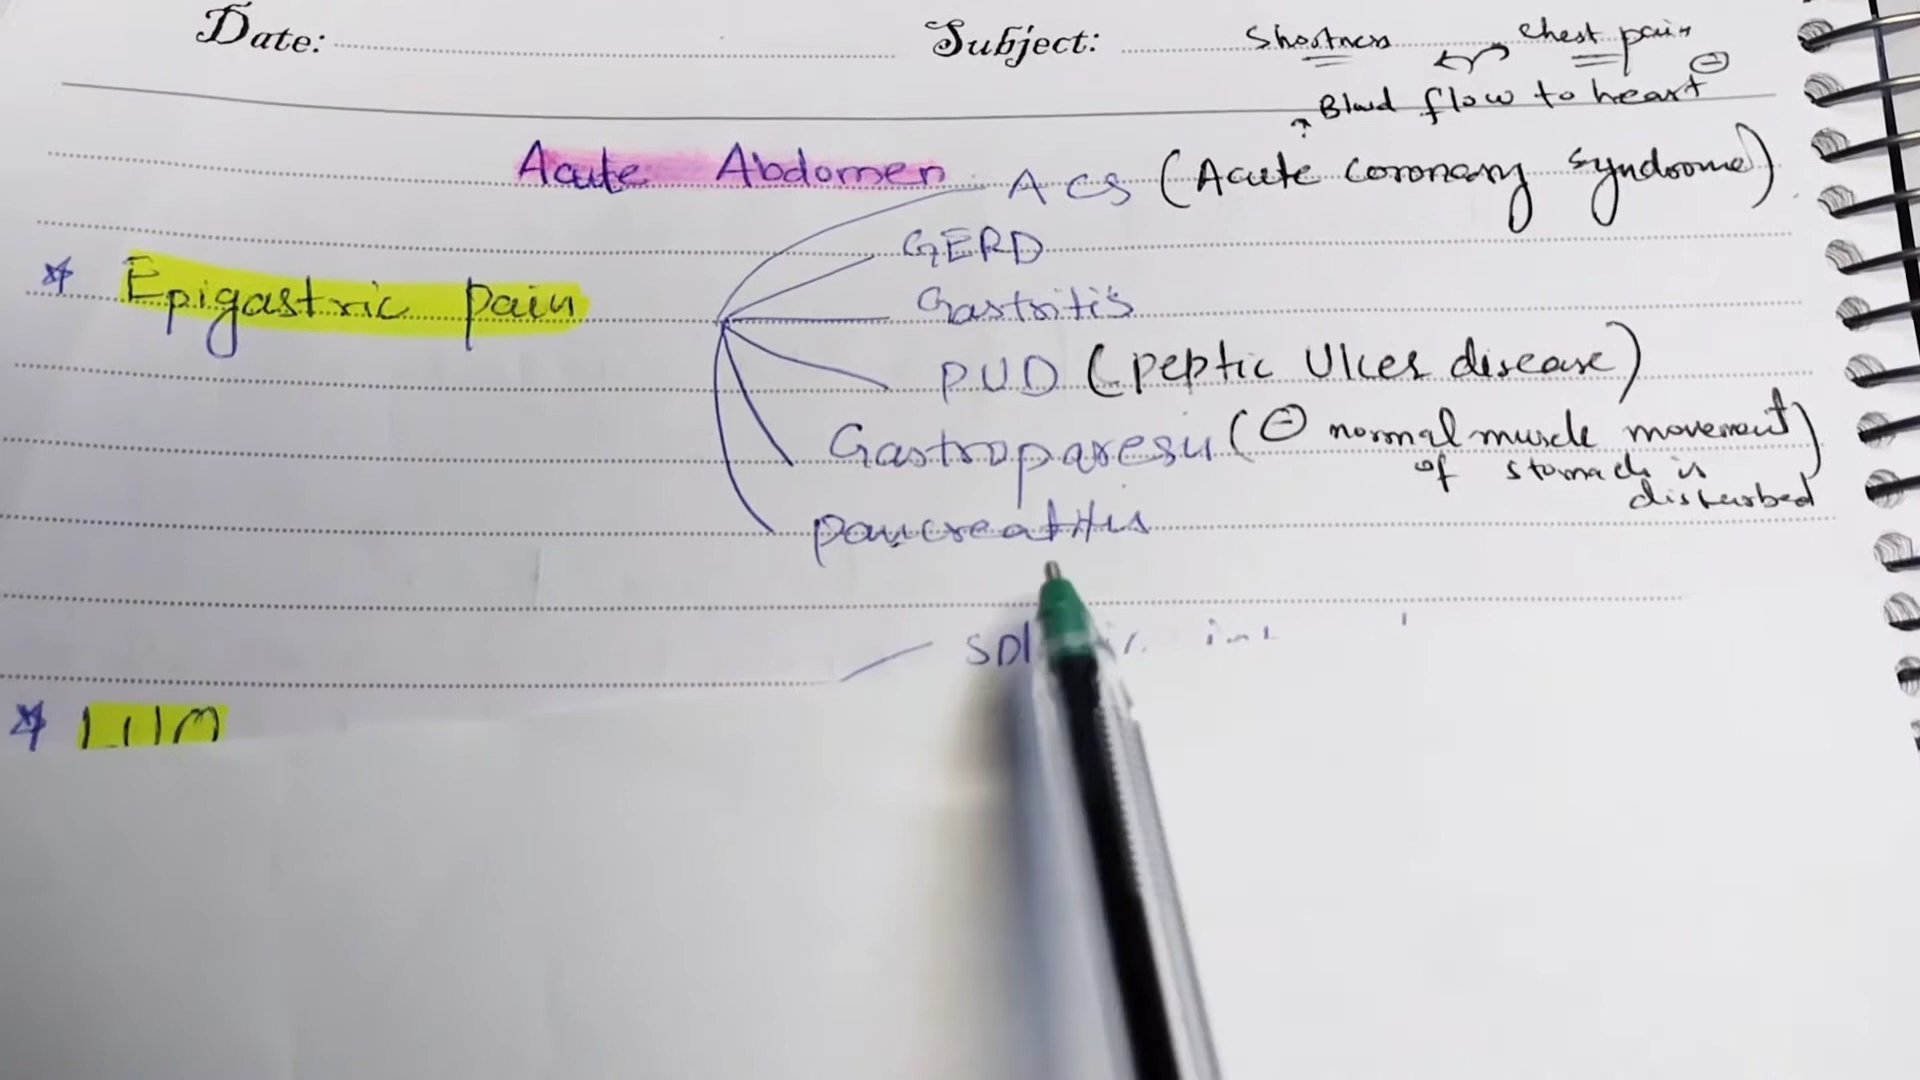 Date: Subject: Shortness chest pain
Blood flow to heart ⊖
Acute Abdomen
ACS (Acute coronary syndrome)
GERD
* Epigastric pain
Gastritis
PUD (peptic Ulcer disease)
Gastroparesis (⊖ normal muscle movement
of stomach is
disturbed)
pancreatitis